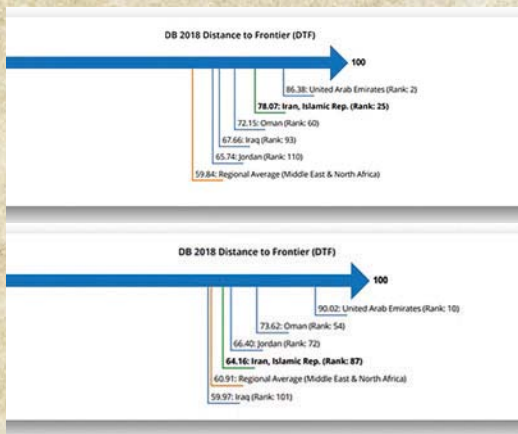 DB 2018 Distance to Frontier (DTF)
100
86.38: United Arab Emirates (Rank: 2)
78.07: Iran, Islamic Rep. (Rank: 25)
72.15: Oman (Rank: 60)
67.66: Iraq (Rank: 93)
65.74: Jordan (Rank: 110)
59.84: Regional Average (Middle East & North Africa)
DB 2018 Distance to Frontier (DTF)
100
90.02: United Arab Emirates (Rank: 10)
73.62: Oman (Rank: 54)
66.40: Jordan (Rank: 72)
64.16: Iran, Islamic Rep. (Rank: 87)
60.91: Regional Average (Middle East & North Africa)
59.97: Iraq (Rank: 101)